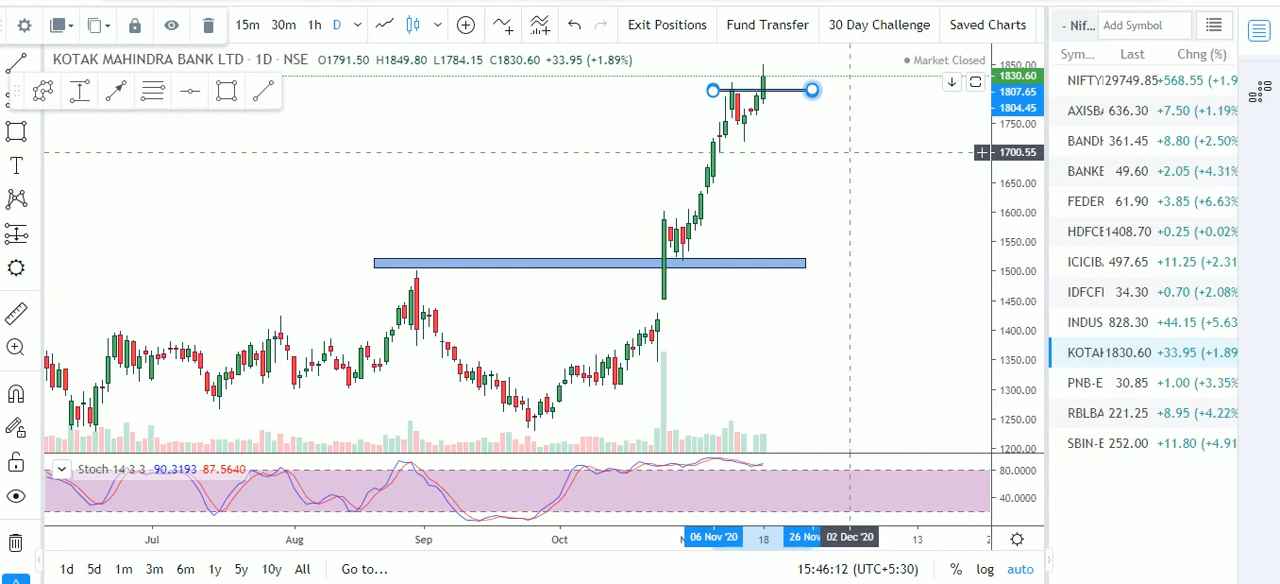 15m 30m 1h D Exit Positions Fund Transfer 30 Day Challenge Saved Charts - Nif... Add Symbol
KOTAK MAHINDRA BANK LTD · 1D · NSE O1791.50 H1849.80 L1784.15 C1830.60 +33.95 (+1.89%) Market Closed
Sym... Last Chng (%)
1850.00
1830.60
1807.65
1804.45
1750.00
1700.55
1650.00
1600.00
1550.00
1500.00
1450.00
1400.00
1350.00
1300.00
1250.00
1200.00
NIFTY 29749.85 +568.55 (+1.9
AXISBA 636.30 +7.50 (+1.19%
BANDH 361.45 +8.80 (+2.50%
BANKE 49.60 +2.05 (+4.31%
FEDER 61.90 +3.85 (+6.63%
HDFCE 1408.70 +0.25 (+0.02%
ICICIB. 497.65 +11.25 (+2.31
IDFCFI 34.30 +0.70 (+2.08%
INDUS 828.30 +44.15 (+5.63
KOTAK 1830.60 +33.95 (+1.89
PNB-E 30.85 +1.00 (+3.35%
RBLBA 221.25 +8.95 (+4.22%
SBIN-E 252.00 +11.80 (+4.91
Stoch 14 3 3 90.3193 87.5640
80.0000
40.0000
Jul Aug Sep Oct 06 Nov '20 18 26 Nov 02 Dec '20 13 2
1d 5d 1m 3m 6m 1y 5y 10y All Go to... 15:46:12 (UTC+5:30) % log auto